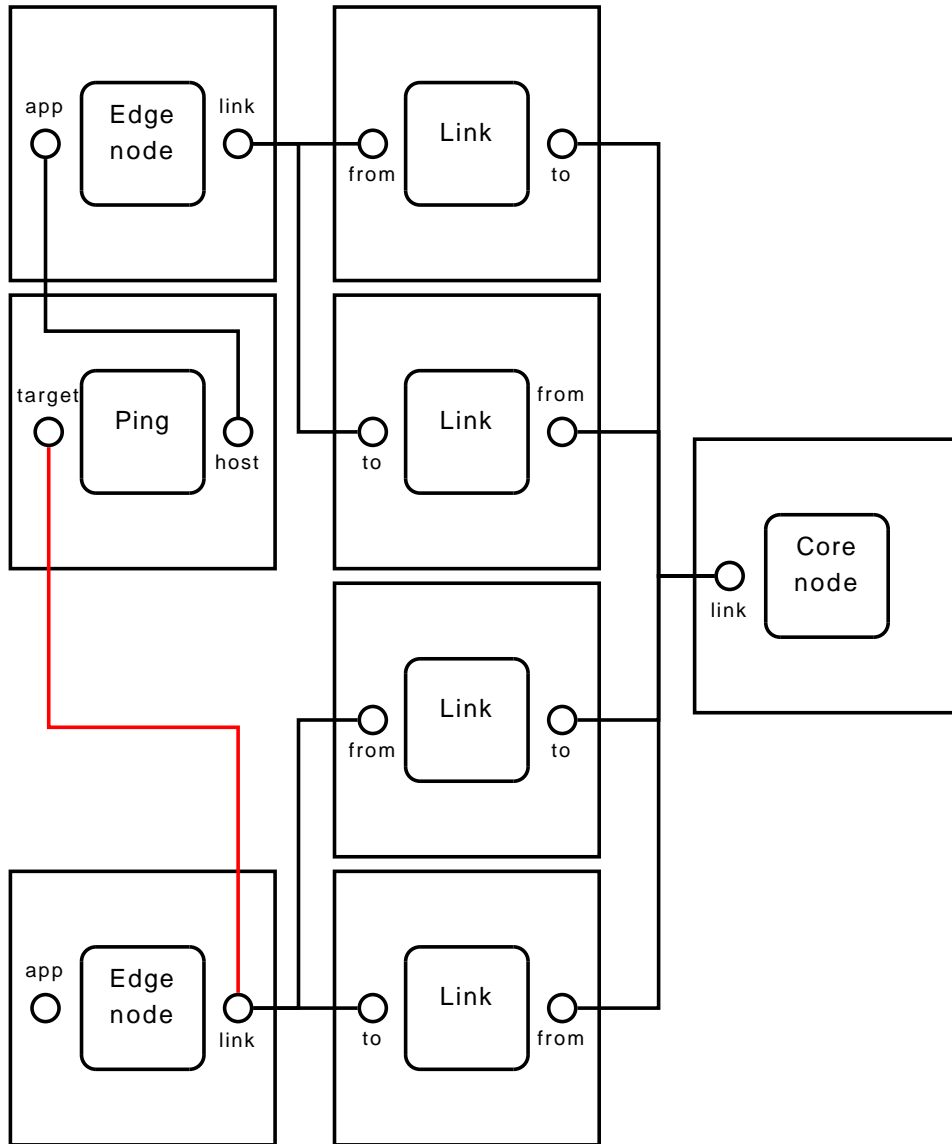 app
Edge
node
link
from
Link
to
target
Ping
host
to
Link
from
from
Link
to
link
Core
node
app
Edge
node
link
to
Link
from